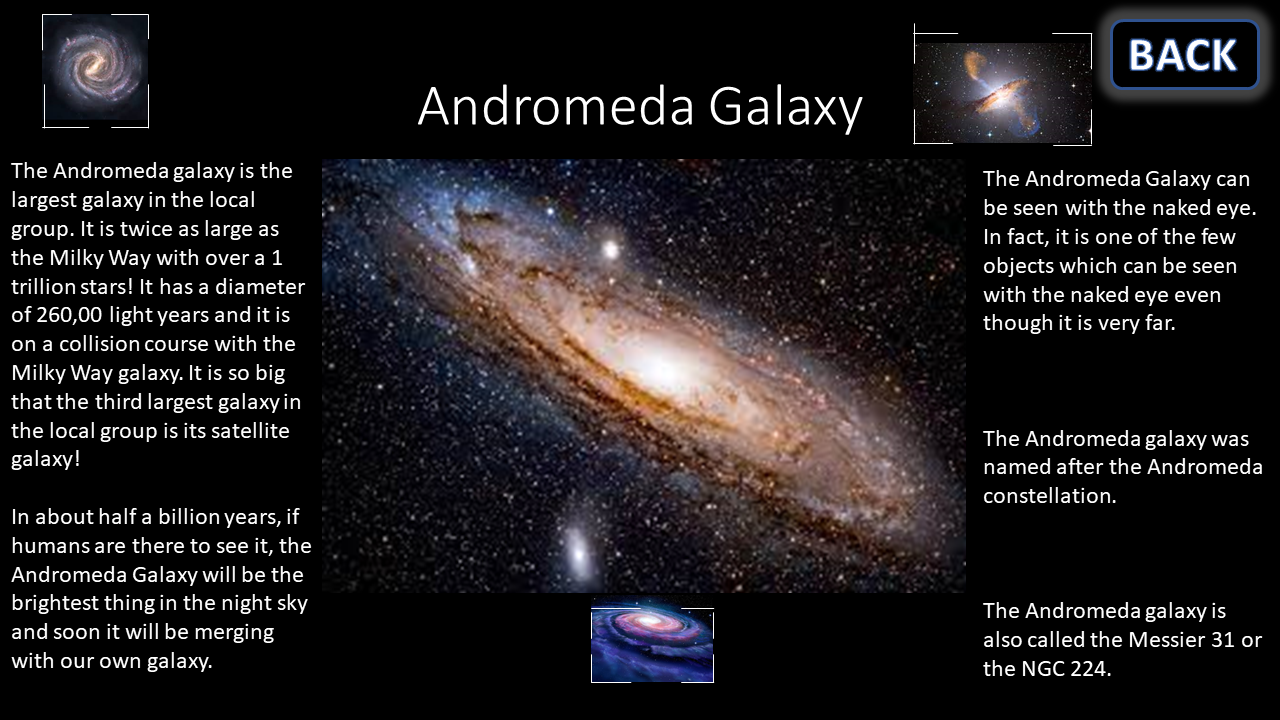 BACK
Andromeda Galaxy
The Andromeda galaxy is the
largest galaxy in the local
group. It is twice as large as
the Milky Way with over a 1
trillion stars! It has a diameter
of 260,00 light years and it is
on a collision course with the
Milky Way galaxy. It is so big
that the third largest galaxy in
the local group is its satellite
galaxy!
In about half a billion years, if
humans are there to see it, the
Andromeda Galaxy will be the
brightest thing in the night sky
and soon it will be merging
with our own galaxy.
The Andromeda Galaxy can
be seen with the naked eye.
In fact, it is one of the few
objects which can be seen
with the naked eye even
though it is very far.
The Andromeda galaxy was
named after the Andromeda
constellation.
The Andromeda galaxy is
also called the Messier 31 or
the NGC 224.